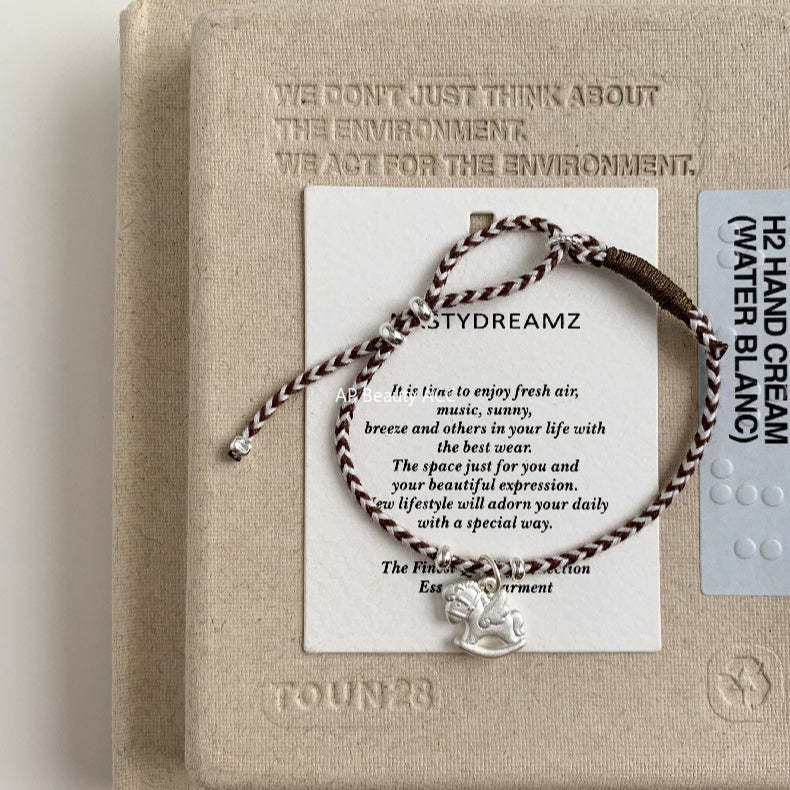 WE DON'T JUST THINK ABOUT
THE ENVIRONMENT.
WE ACT FOR THE ENVIRONMENT.
H2 HAND CREAM
(WATER BLANC)
STYDREAMZ
It is time to enjoy fresh air,
music, sunny,
breeze and others in your life with
the best wear.
The space just for you and
your beautiful expression.
lifestyle will adorn your daily
with a special way.
The
AP Beauty Acc
TOUN28